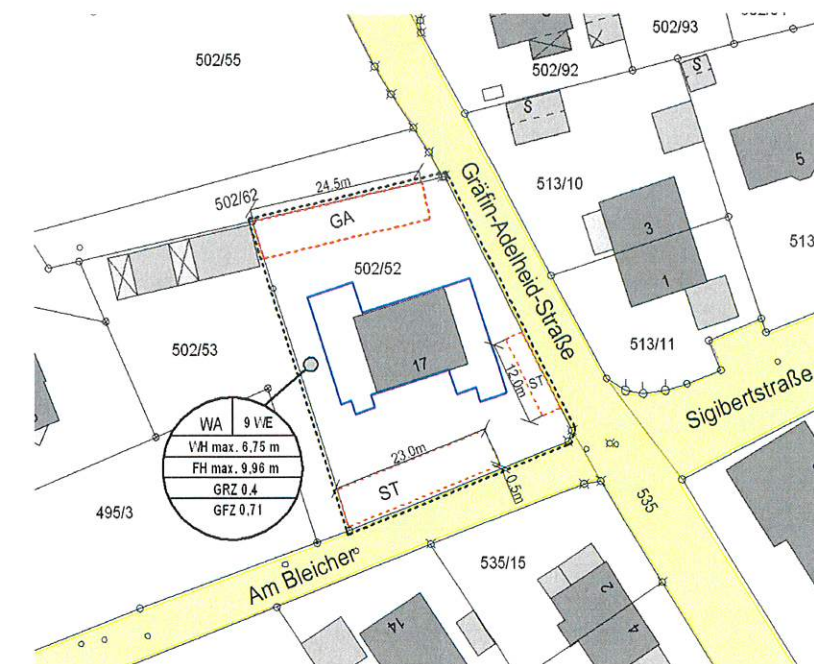 502/55
502/93
502/92
S
S
513/10
5
24.5m
502/62
GA
Gräfin-Adelheid-Straße
3
513
502/52
1
513/11
502/53
17
12.0m
ST
Sigibertstraße
WA 9 WE
WH max. 6,75 m
FH max. 9,96 m
GRZ 0,4
GFZ 0,71
23.0m
ST
0.5m
495/3
535
Am Bleicher
535/15
2
14
4